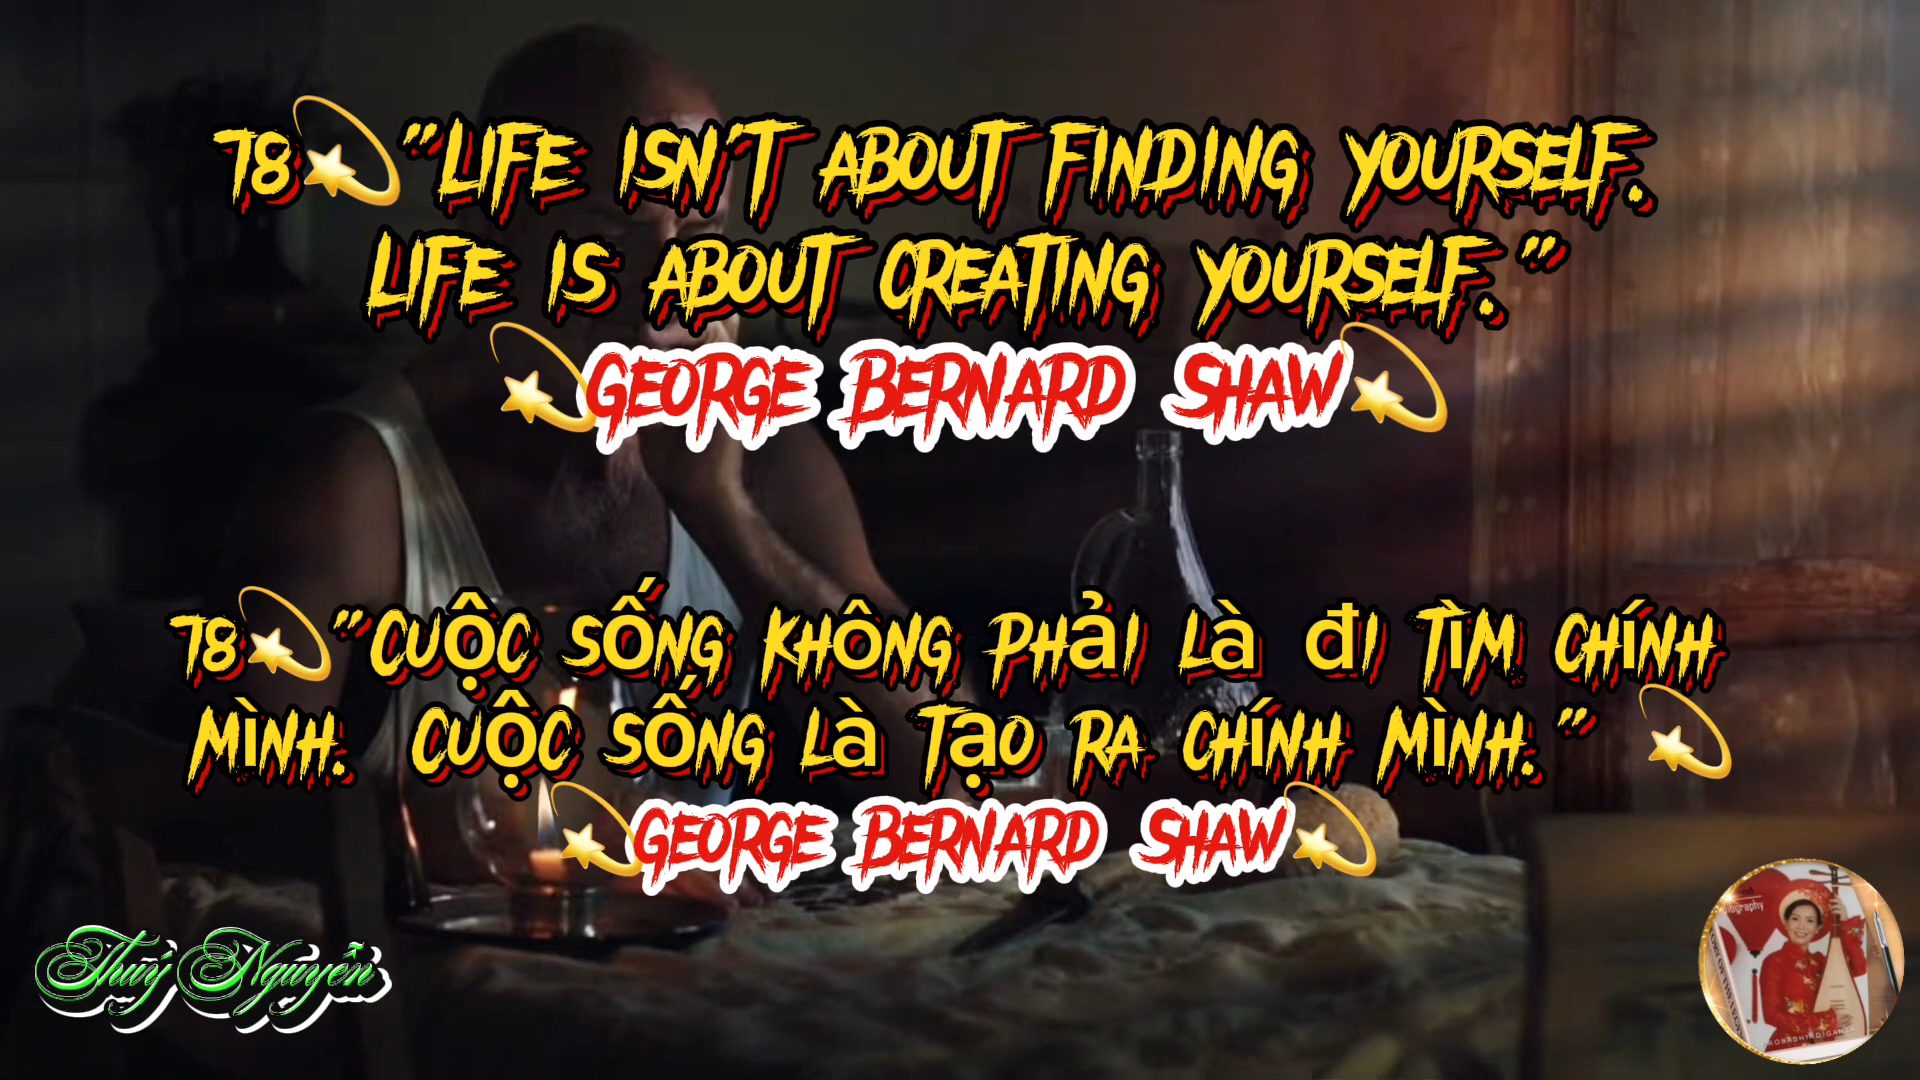 78💫"LIFE ISN'T ABOUT FINDING YOURSELF.
LIFE IS ABOUT CREATING YOURSELF."
💫GEORGE BERNARD SHAW💫
78💫"CUỘC SỐNG KHÔNG PHẢI LÀ ĐI TÌM CHÍNH
MÌNH. CUỘC SỐNG LÀ TẠO RA CHÍNH MÌNH." 💫
💫GEORGE BERNARD SHAW💫
Thuý Nguyễn